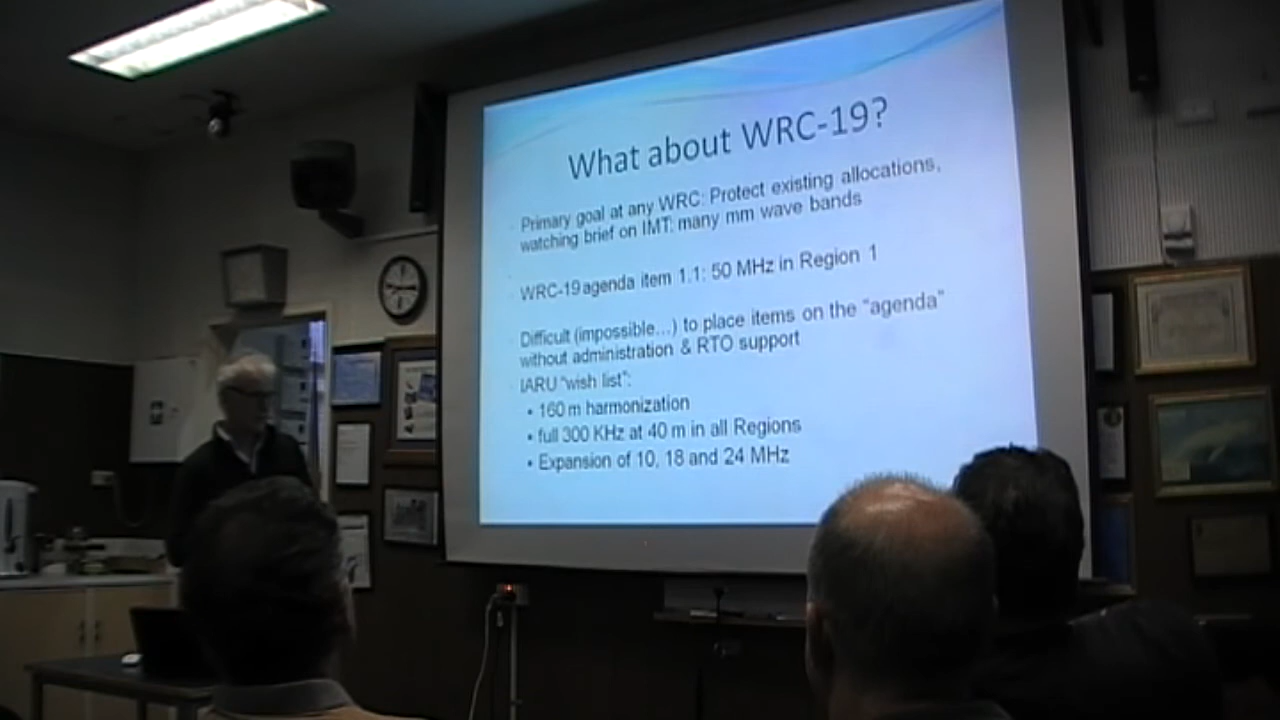 What about WRC-19?
Primary goal at any WRC: Protect existing allocations,
watching brief on IMT: many mm wave bands
WRC-19 agenda item 1.1: 50 MHz in Region 1
Difficult (impossible...) to place items on the "agenda"
without administration & RTO support
IARU "wish list":
• 160 m harmonization
• full 300 KHz at 40 m in all Regions
• Expansion of 10, 18 and 24 MHz